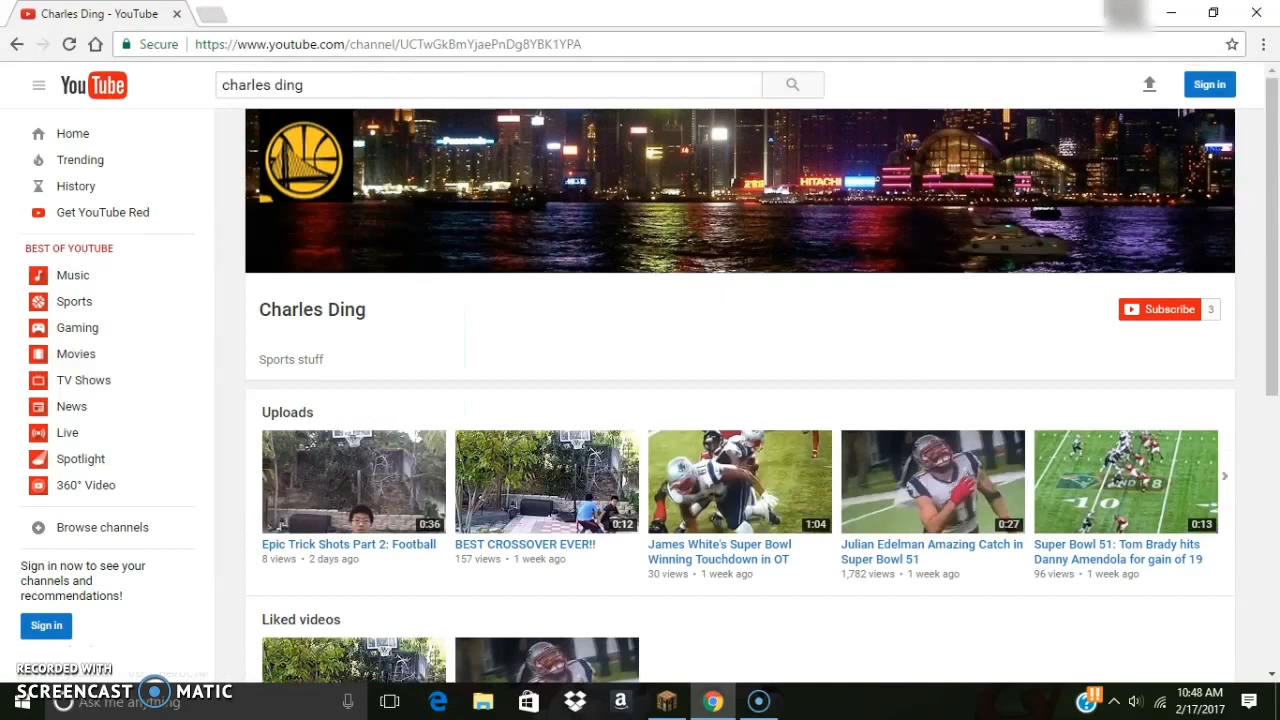 Charles Ding - YouTube
Secure
https://www.youtube.com/channel/UCTwGkBmYjaePnDg8YBK1YPA
YouTube
charles ding
Sign in
Home
Trending
History
Get YouTube Red
BEST OF YOUTUBE
Music
Sports
Gaming
Movies
TV Shows
News
Live
Spotlight
360° Video
Browse channels
Sign in now to see your
channels and
recommendations!
Sign in
HITACHI
Charles Ding
Subscribe 3
Sports stuff
Uploads
0:36
Epic Trick Shots Part 2: Football
8 views • 2 days ago
0:12
BEST CROSSOVER EVER!!
157 views • 1 week ago
1:04
James White's Super Bowl
Winning Touchdown in OT
30 views • 1 week ago
0:27
Julian Edelman Amazing Catch in
Super Bowl 51
1,782 views • 1 week ago
0:13
Super Bowl 51: Tom Brady hits
Danny Amendola for gain of 19
96 views • 1 week ago
Liked videos
RECORDED WITH
SCREENCAST MATIC
Ask me anything
10:48 AM
2/17/2017